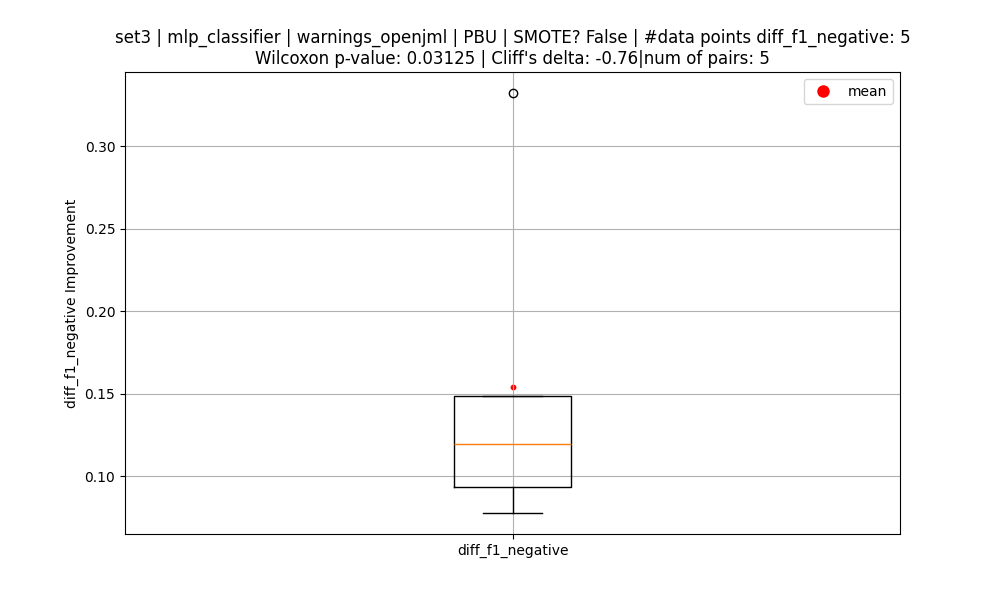 set3 | mlp_classifier | warnings_openjml | PBU | SMOTE? False | #data points diff_f1_negative: 5
Wilcoxon p-value: 0.03125 | Cliff's delta: -0.76|num of pairs: 5
mean
0.30
0.25
0.20
0.15
0.10
diff_f1_negative Improvement
diff_f1_negative